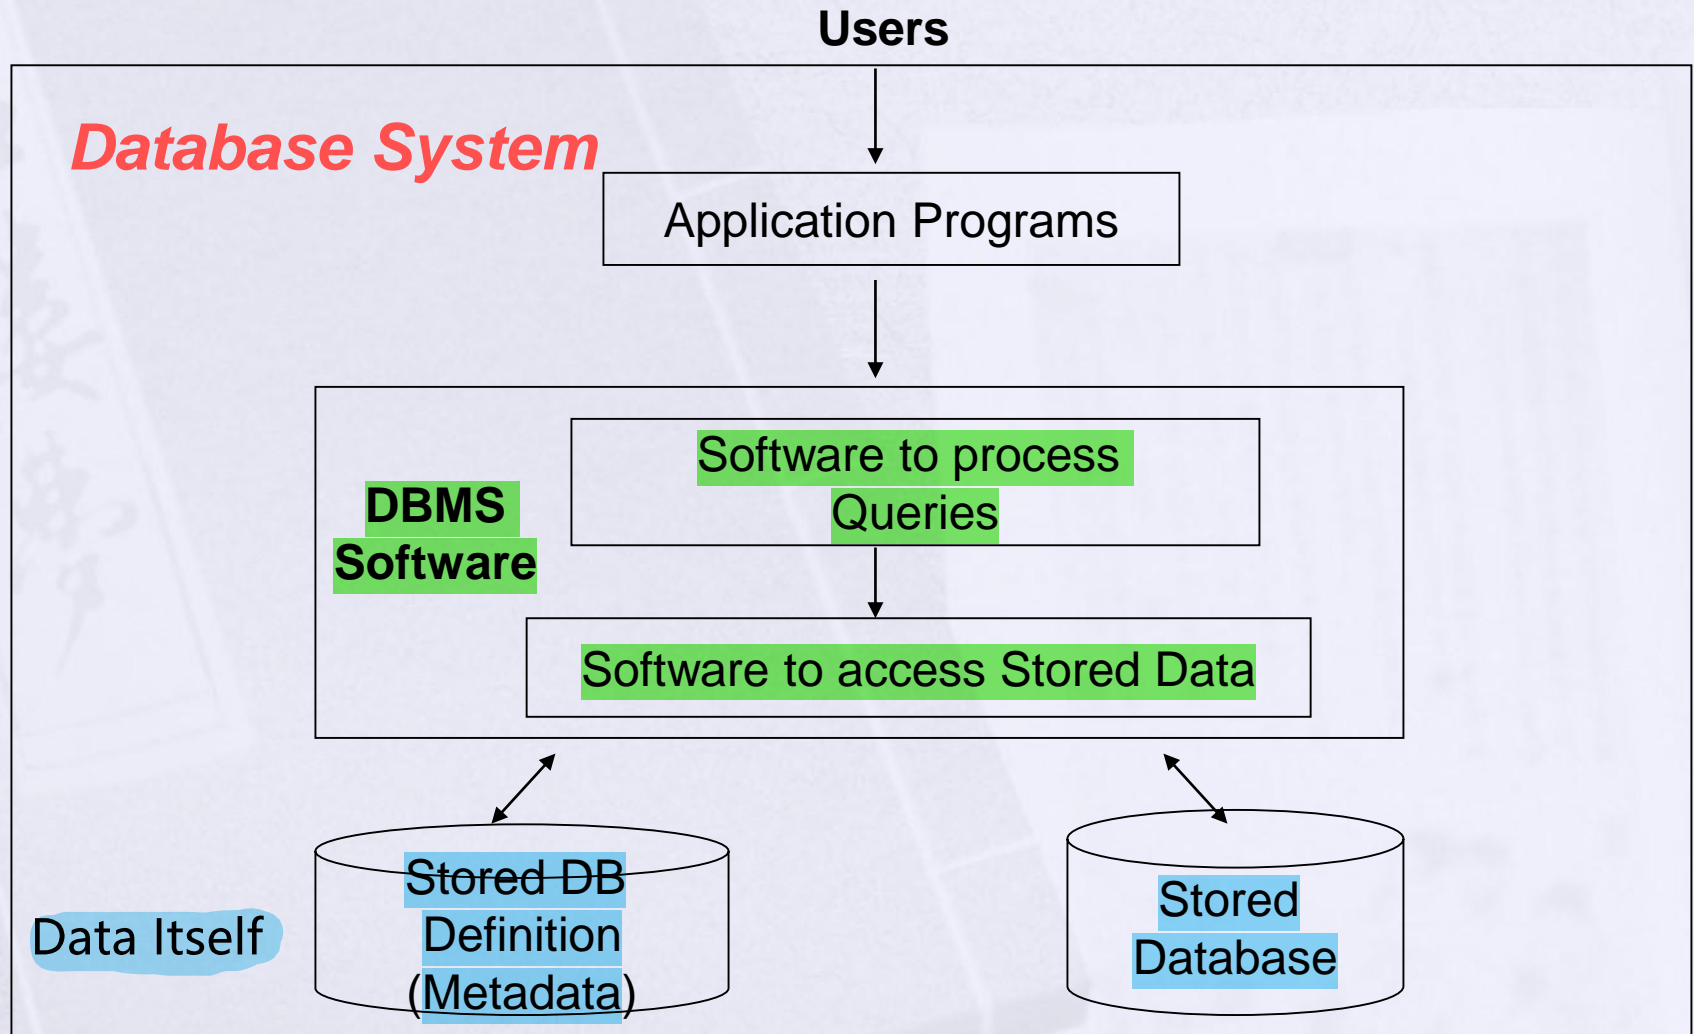 Users
Database System
Application Programs
Software to process
Queries
DBMS
Software
Software to access Stored Data
Stored DB
Definition
(Metadata)
Data Itself
Stored
Database